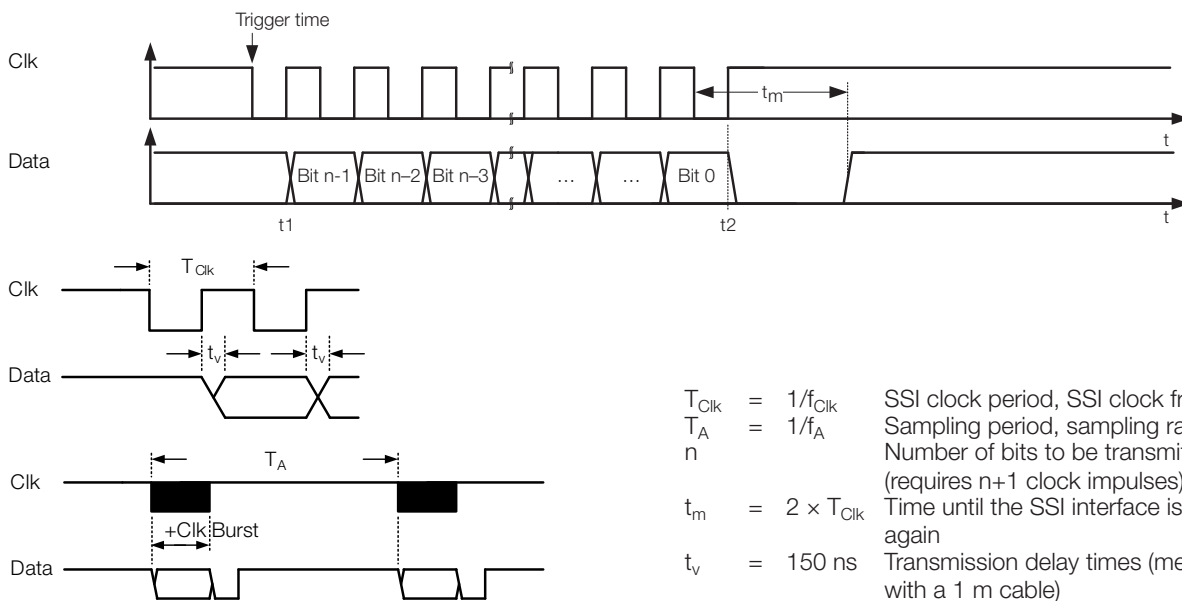 Trigger time
Clk
t_m
t
Data
Bit n-1 Bit n–2 Bit n–3 ... ... Bit 0
t1 t2 t
T_Clk
Clk
t_v t_v
Data
T_A
Clk
+Clk Burst
Data
T_Clk = 1/f_Clk SSI clock period, SSI clock
T_A = 1/f_A Sampling period, sampling
n Number of bits to be
(requires n+1 clock impulses)
t_m = 2 × T_Clk Time until the SSI interface is
again
t_v = 150 ns Transmission delay times
with a 1 m cable)